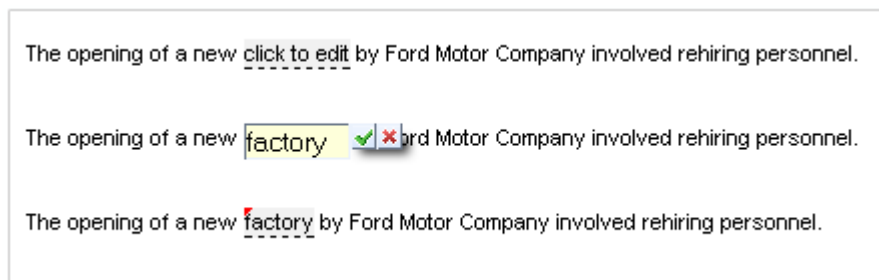 The opening of a new click to edit by Ford Motor Company involved rehiring personnel.
The opening of a new factory ord Motor Company involved rehiring personnel.
The opening of a new factory by Ford Motor Company involved rehiring personnel.